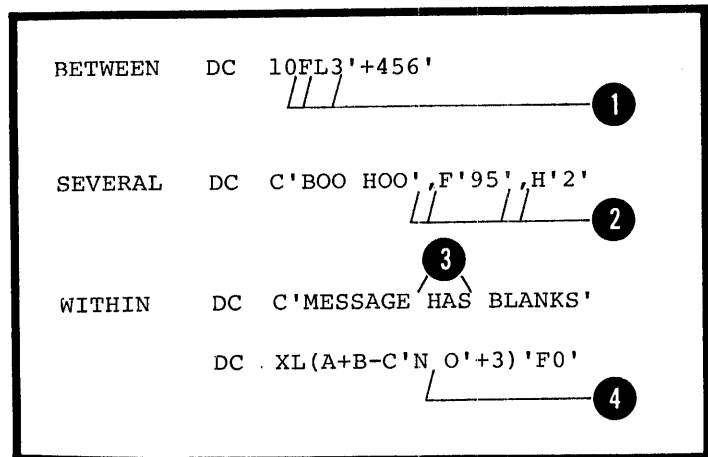 BETWEEN DC 10FL3'+456'
1
SEVERAL DC C'BOO HOO',F'95',H'2'
2
3
WITHIN DC C'MESSAGE HAS BLANKS'
DC XL(A+B-C'N O'+3)'F0'
4